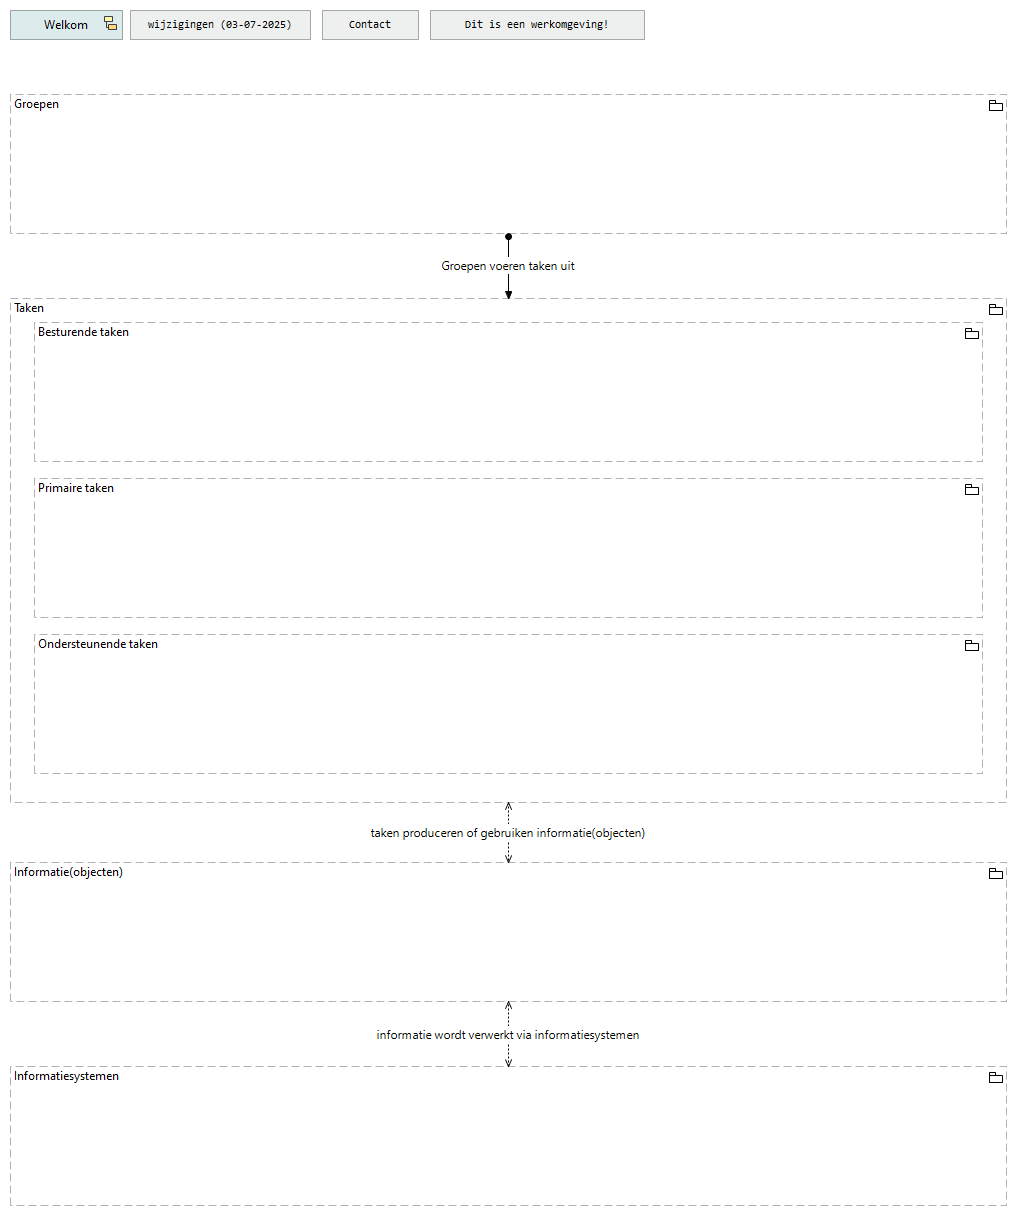 Welkom
wijzigingen (03-07-2025)
Contact
Dit is een werkomgeving!
Groepen
Groepen voeren taken uit
Taken
Besturende taken
Primaire taken
Ondersteunende taken
taken produceren of gebruiken informatie(objecten)
Informatie(objecten)
informatie wordt verwerkt via informatiesystemen
Informatiesystemen